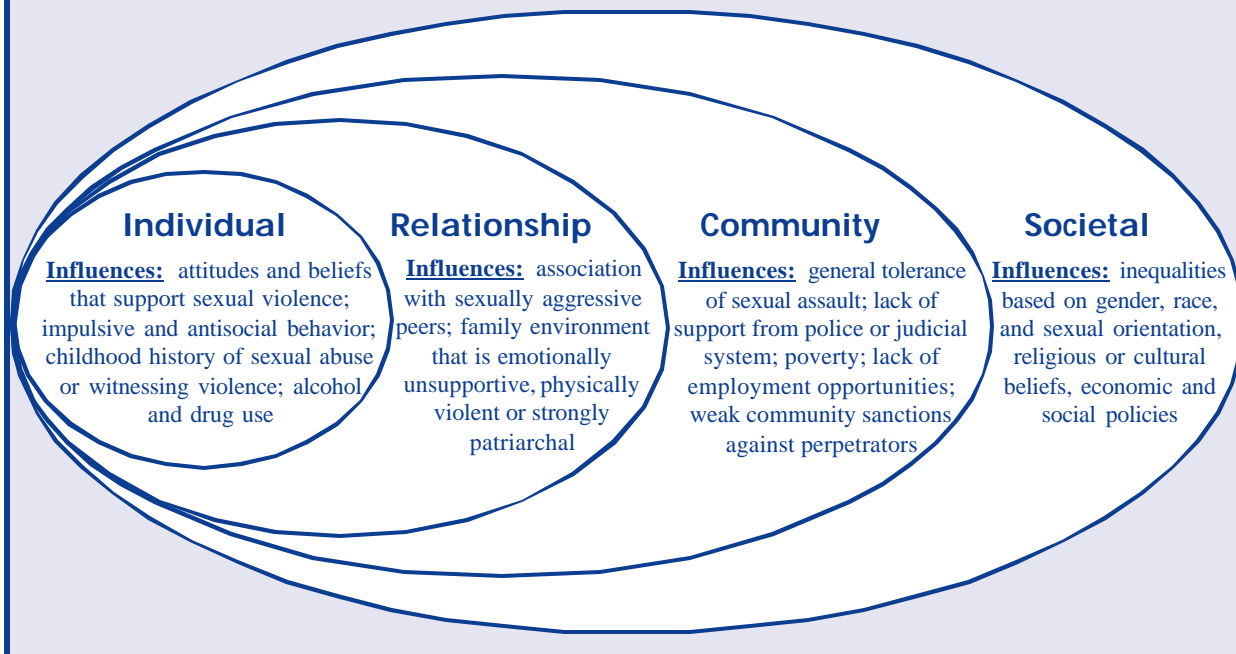 Individual
Influences: attitudes and beliefs
that support sexual violence;
impulsive and antisocial behavior;
childhood history of sexual abuse
or witnessing violence; alcohol
and drug use
Relationship
Influences: association
with sexually aggressive
peers; family environment
that is emotionally
unsupportive, physically
violent or strongly
patriarchal
Community
Influences: general tolerance
of sexual assault; lack of
support from police or judicial
system; poverty; lack of
employment opportunities;
weak community sanctions
against perpetrators
Societal
Influences: inequalities
based on gender, race,
and sexual orientation,
religious or cultural
beliefs, economic and
social policies